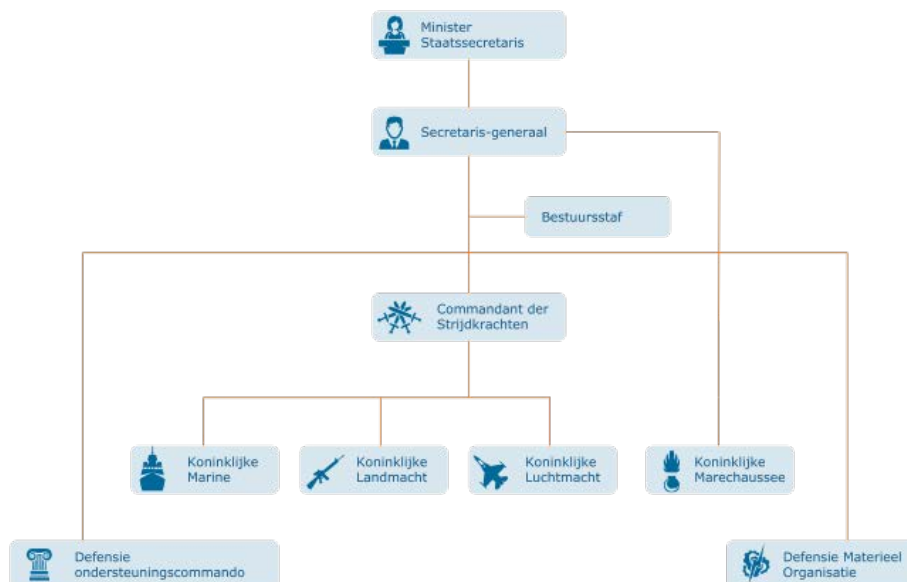 Minister
Staatssecretaris
Secretaris-generaal
Bestuursstaf
Commandant der
Strijdkrachten
Koninklijke
Marine
Koninklijke
Landmacht
Koninklijke
Luchtmacht
Koninklijke
Marechaussee
Defensie
ondersteuningscommando
Defensie Materieel
Organisatie